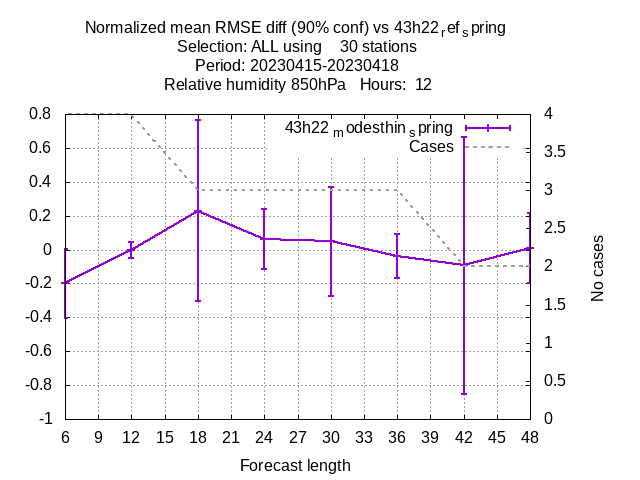 Normalized mean RMSE diff (90% conf) vs 43h22refspring
Selection: ALL using 30 stations
Period: 20230415-20230418
Relative humidity 850hPa Hours: 12
43h22modesthinspring
Cases
0.8
0.6
0.4
0.2
0
-0.2
-0.4
-0.6
-0.8
-1
4
3.5
3
2.5
2
1.5
1
0.5
0
No cases
6 9 12 15 18 21 24 27 30 33 36 39 42 45 48
Forecast length